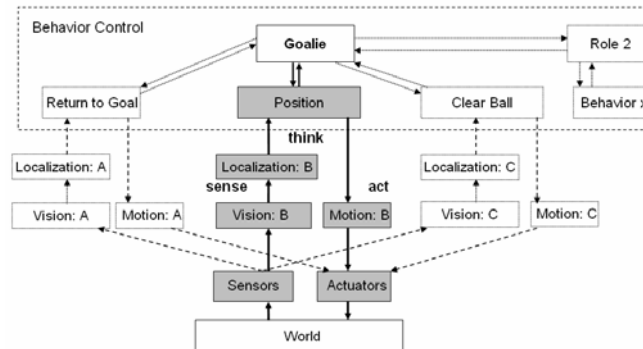 Behavior Control
Goalie
Role 2
Return to Goal
Position
Clear Ball
Behavior x
think
Localization: A
Localization: B
Localization: C
sense
act
Vision: A
Motion: A
Vision: B
Motion: B
Vision: C
Motion: C
Sensors
Actuators
World